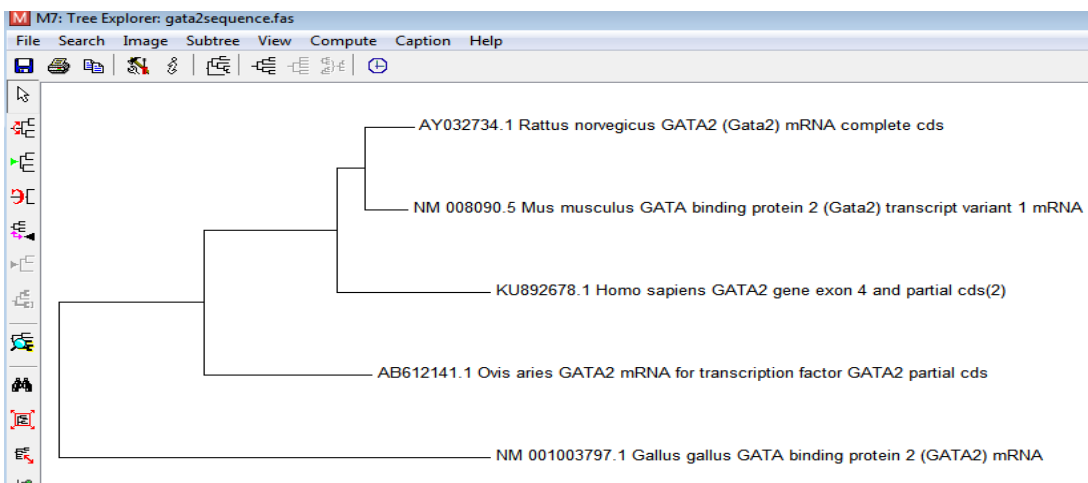 M M7: Tree Explorer: gata2sequence.fas
File Search Image Subtree View Compute Caption Help
AY032734.1 Rattus norvegicus GATA2 (Gata2) mRNA complete cds
NM 008090.5 Mus musculus GATA binding protein 2 (Gata2) transcript variant 1 mRNA
KU892678.1 Homo sapiens GATA2 gene exon 4 and partial cds(2)
AB612141.1 Ovis aries GATA2 mRNA for transcription factor GATA2 partial cds
NM 001003797.1 Gallus gallus GATA binding protein 2 (GATA2) mRNA